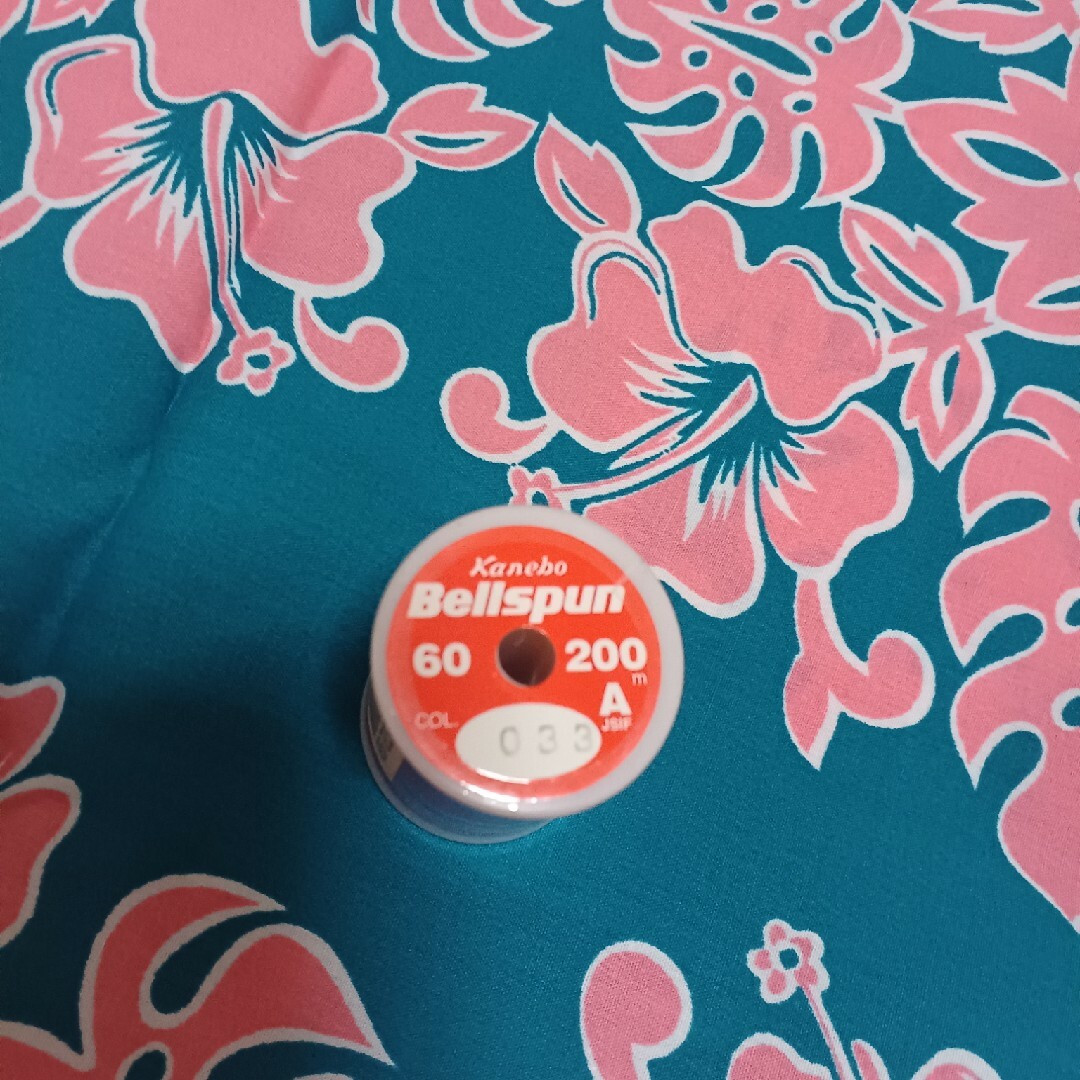 Kanebo
Bellspun
60 200
m
A
COL. 033 JSIF